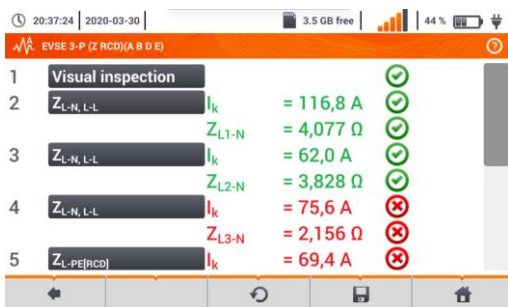 20:37:24 2020-03-30 3.5 GB free 44 %
EVSE 3-P (Z RCD)(A B D E) ?
1 Visual inspection
2 ZL-N, L-L Ik = 116,8 A
ZL1-N = 4,077 Ω
3 ZL-N, L-L Ik = 62,0 A
ZL2-N = 3,828 Ω
4 ZL-N, L-L Ik = 75,6 A
ZL3-N = 2,156 Ω
5 ZL-PE[RCD] Ik = 69,4 A